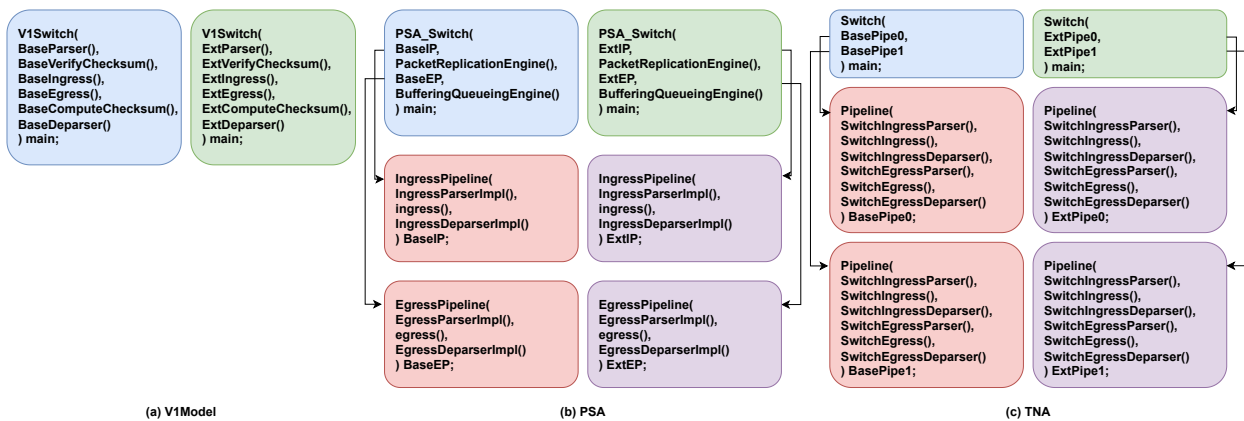 V1Switch(
BaseParser(),
BaseVerifyChecksum(),
BaseIngress(),
BaseEgress(),
BaseComputeChecksum(),
BaseDeparser()
) main;
V1Switch(
ExtParser(),
ExtVerifyChecksum(),
ExtIngress(),
ExtEgress(),
ExtComputeChecksum(),
ExtDeparser()
) main;
(a) V1Model
PSA_Switch(
BaseIP,
PacketReplicationEngine(),
BaseEP,
BufferingQueueingEngine()
) main;
PSA_Switch(
ExtIP,
PacketReplicationEngine(),
ExtEP,
BufferingQueueingEngine()
) main;
IngressPipeline(
IngressParserImpl(),
ingress(),
IngressDeparserImpl()
) BaseIP;
IngressPipeline(
IngressParserImpl(),
ingress(),
IngressDeparserImpl()
) ExtIP;
EgressPipeline(
EgressParserImpl(),
egress(),
EgressDeparserImpl()
) BaseEP;
EgressPipeline(
EgressParserImpl(),
egress(),
EgressDeparserImpl()
) ExtEP;
(b) PSA
Switch(
BasePipe0,
BasePipe1
) main;
Switch(
ExtPipe0,
ExtPipe1
) main;
Pipeline(
SwitchIngressParser(),
SwitchIngress(),
SwitchIngressDeparser(),
SwitchEgressParser(),
SwitchEgress(),
SwitchEgressDeparser()
) BasePipe0;
Pipeline(
SwitchIngressParser(),
SwitchIngress(),
SwitchIngressDeparser(),
SwitchEgressParser(),
SwitchEgress(),
SwitchEgressDeparser()
) ExtPipe0;
Pipeline(
SwitchIngressParser(),
SwitchIngress(),
SwitchIngressDeparser(),
SwitchEgressParser(),
SwitchEgress(),
SwitchEgressDeparser()
) BasePipe1;
Pipeline(
SwitchIngressParser(),
SwitchIngress(),
SwitchIngressDeparser(),
SwitchEgressParser(),
SwitchEgress(),
SwitchEgressDeparser()
) ExtPipe1;
(c) TNA